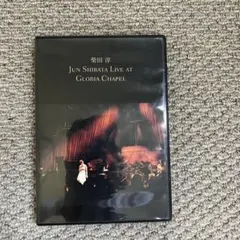 柴田 淳
JUN SHIBATA LIVE AT
GLORIA CHAPEL